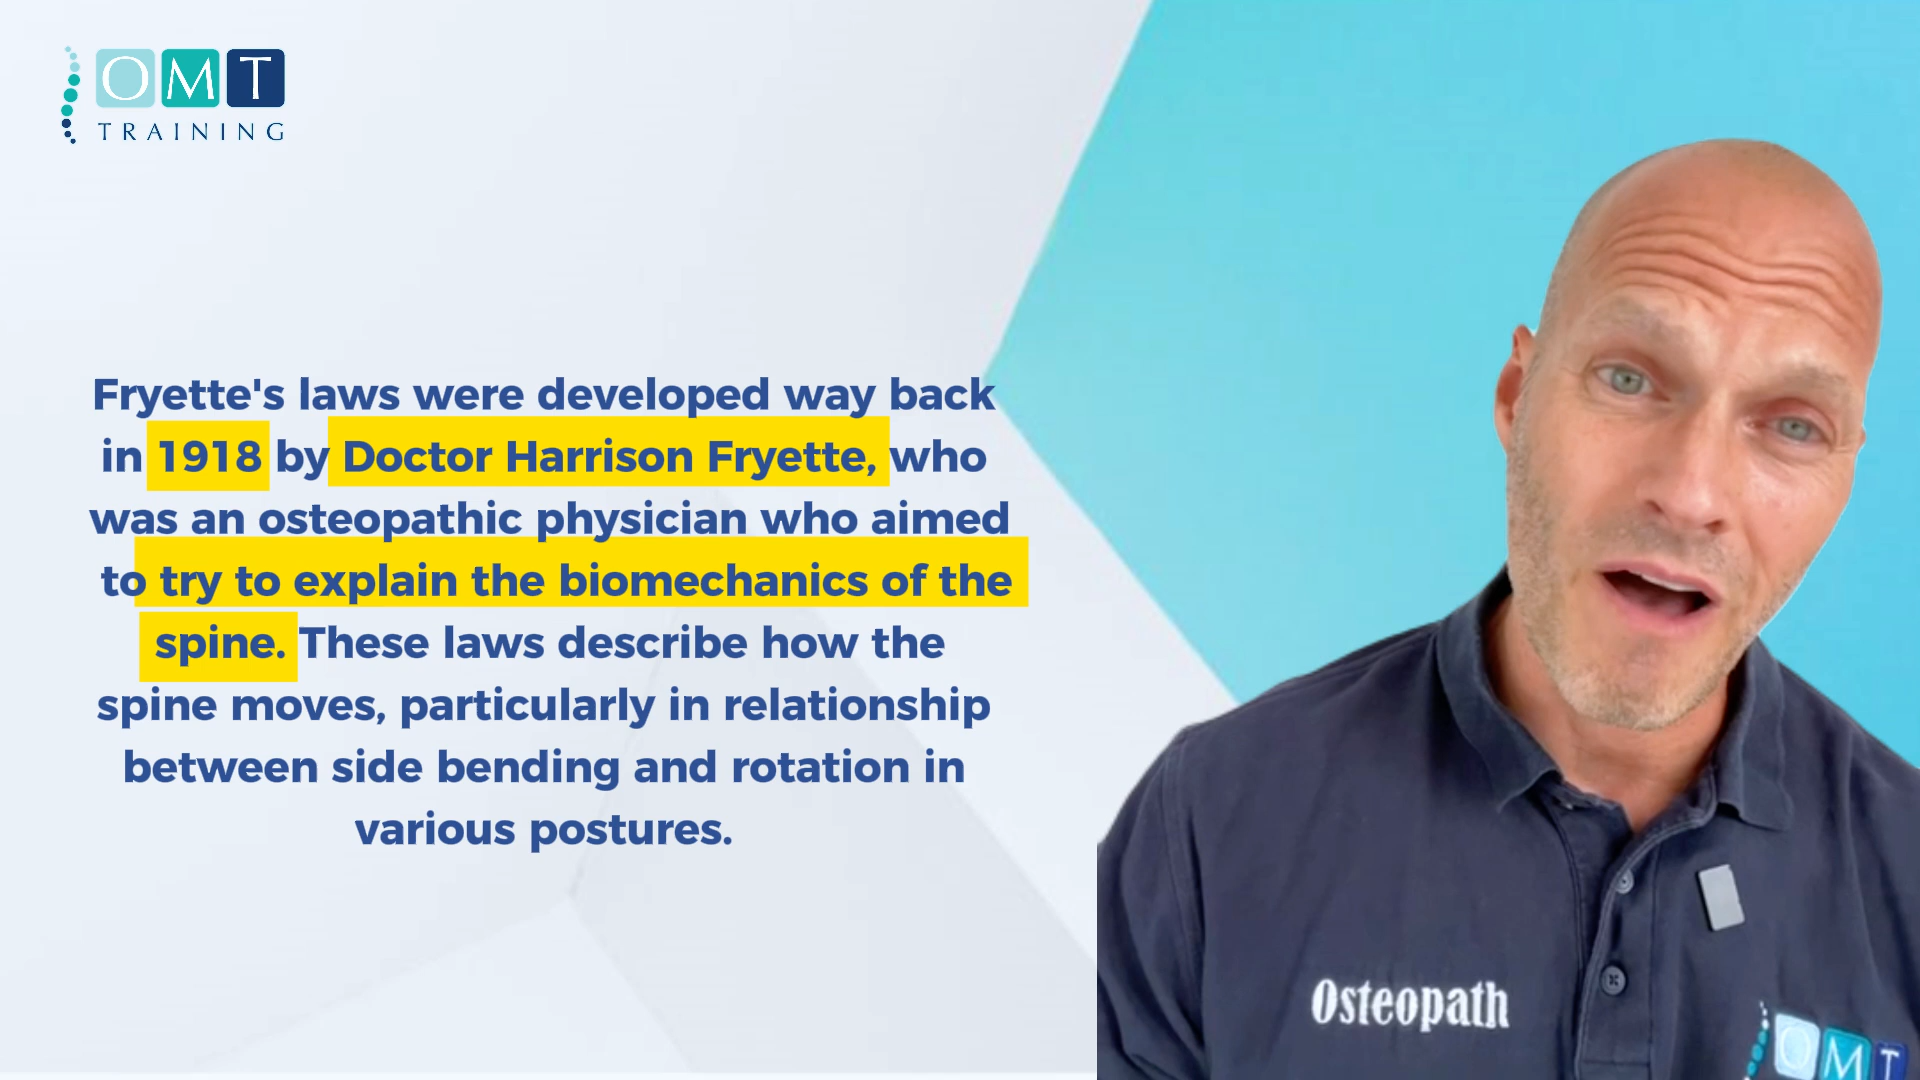 OMT
TRAINING
Fryette's laws were developed way back
in 1918 by Doctor Harrison Fryette, who
was an osteopathic physician who aimed
to try to explain the biomechanics of the
spine. These laws describe how the
spine moves, particularly in relationship
between side bending and rotation in
various postures.
Osteopath
OMT